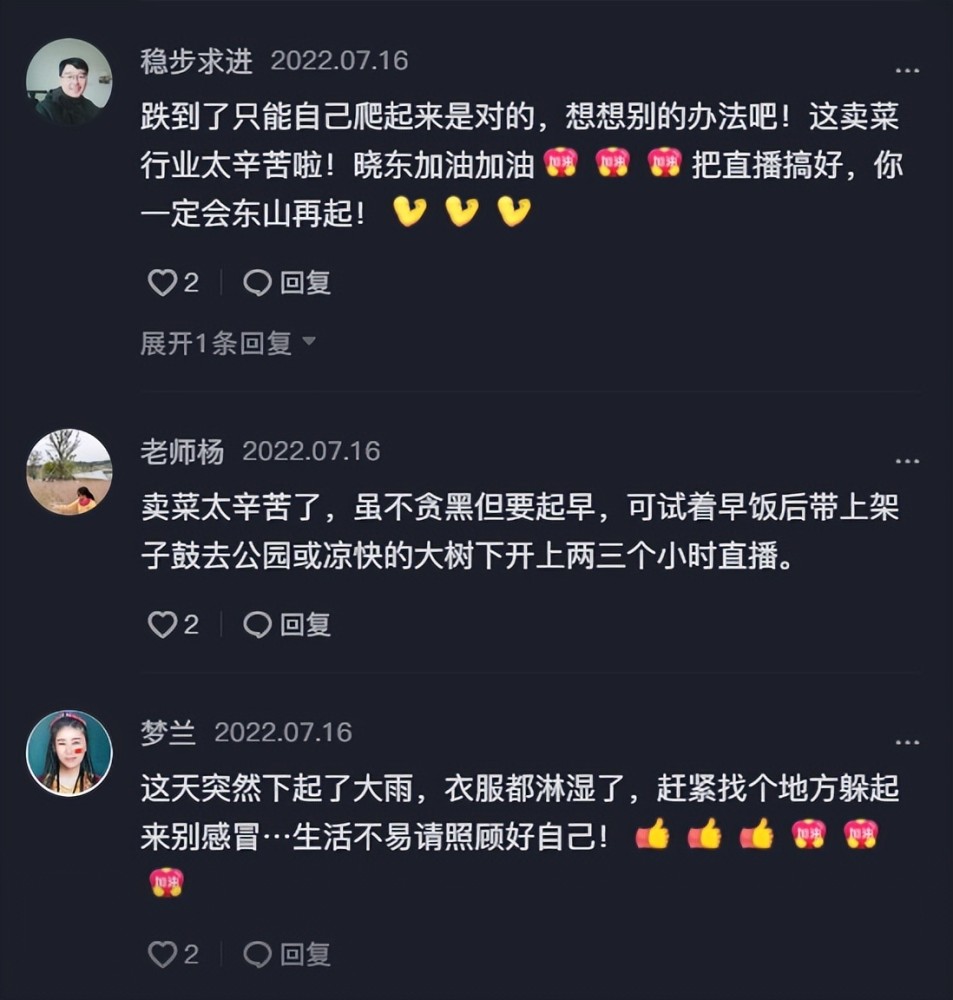 稳步求进 2022.07.16
跌到了只能自己爬起来是对的，想想别的办法吧！这卖菜
行业太辛苦啦！晓东加油加油 加油 加油 加油 把直播搞好，你
一定会东山再起！
2 回复
展开1条回复
老师杨 2022.07.16
卖菜太辛苦了，虽不贪黑但要起早，可试着早饭后带上架
子鼓去公园或凉快的大树下开上两三个小时直播。
2 回复
梦兰 2022.07.16
这天突然下起了大雨，衣服都淋湿了，赶紧找个地方躲起
来别感冒…生活不易请照顾好自己！ 加油 加油
加油
2 回复